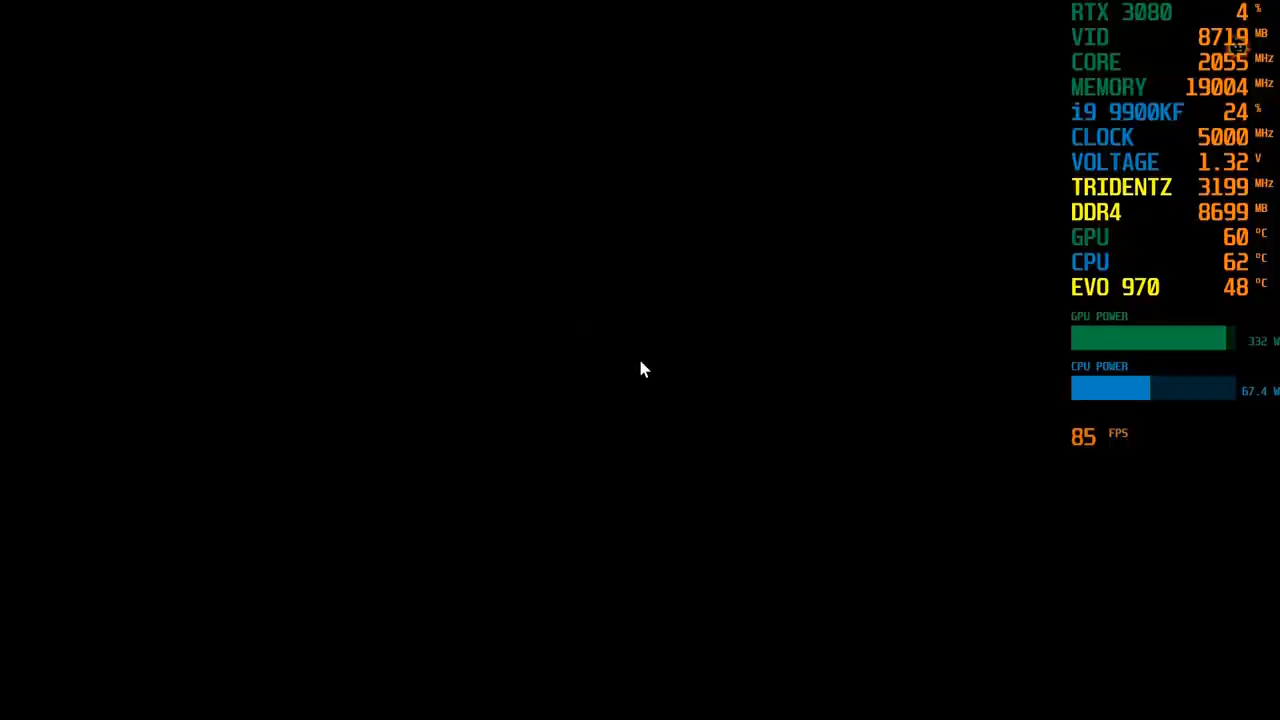 RTX 3080 4 %
VID 8719 MB
CORE 2055 MHz
MEMORY 19004 MHz
i9 9900KF 24 %
CLOCK 5000 MHz
VOLTAGE 1.32 V
TRIDENTZ 3199 MHz
DDR4 8699 MB
GPU 60 °C
CPU 62 °C
EVO 970 48 °C
GPU POWER
332 W
CPU POWER
67.4 W
85 FPS